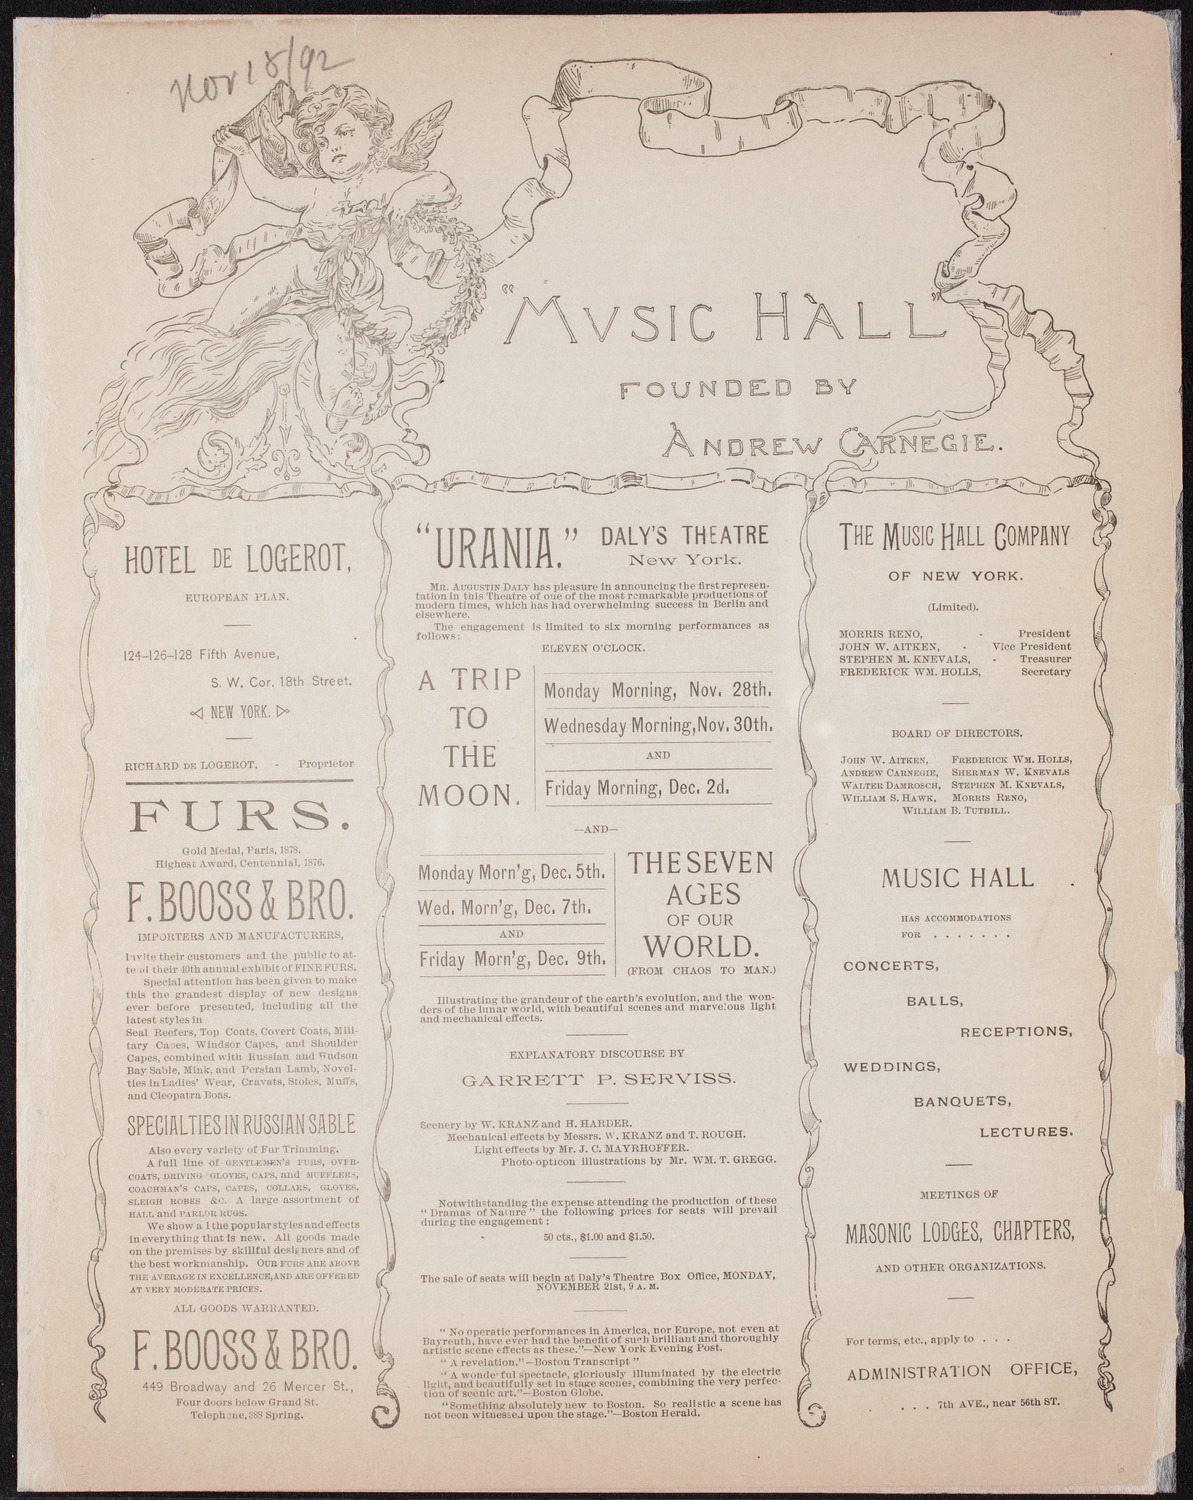 Nov 18/92
"MVSIC HALL"
FOUNDED BY
ANDREW CARNEGIE.
HOTEL DE LOGEROT,
EUROPEAN PLAN.
124-126-128 Fifth Avenue,
S. W. Cor. 18th Street.
NEW YORK.
RICHARD DE LOGEROT, - Proprietor
FURS.
Gold Medal, Paris, 1878.
Highest Award, Centennial, 1876.
F. BOOSS & BRO.
IMPORTERS AND MANUFACTURERS,
Invite their customers and the public to at-
tend their 40th annual exhibit of FINE FURS.
Special attention has been given to make
this the grandest display of new designs
ever before presented, including all the
latest styles in
Seal Reefers, Top Coats, Covert Coats, Mili-
tary Capes, Windsor Capes, and Shoulder
Capes, combined with Russian and Hudson
Bay Sable, Mink, and Persian Lamb, Novel-
ties in Ladies' Wear, Cravats, Stoles, Muffs,
and Cleopatra Boas.
SPECIALTIES IN RUSSIAN SABLE
Also every variety of Fur Trimming.
A full line of GENTLEMEN'S FURS, OVER-
COATS, DRIVING GLOVES, CAPS, and MUFFLERS,
COACHMAN'S CAPS, CAPES, COLLARS, GLOVES,
SLEIGH ROBES &C. A large assortment of
HALL and PARLOR RUGS.
We show all the popular styles and effects
in everything that is new. All goods made
on the premises by skillful designers and of
the best workmanship. OUR FURS ARE ABOVE
THE AVERAGE IN EXCELLENCE, AND ARE OFFERED
AT VERY MODERATE PRICES.
ALL GOODS WARRANTED.
F. BOOSS & BRO.
449 Broadway and 26 Mercer St.,
Four doors below Grand St.
Telephone, 388 Spring.
"URANIA." DALY'S THEATRE
New York.
MR. AUGUSTIN DALY has pleasure in announcing the first represen-
tation in this Theatre of one of the most remarkable productions of
modern times, which has had overwhelming success in Berlin and
elsewhere.
The engagement is limited to six morning performances as
follows:
ELEVEN O'CLOCK.
A TRIP
TO
THE
MOON.
Monday Morning, Nov. 28th.
Wednesday Morning, Nov. 30th.
AND
Friday Morning, Dec. 2d.
—AND—
Monday Morn'g, Dec. 5th.
Wed. Morn'g, Dec. 7th.
AND
Friday Morn'g, Dec. 9th.
THE SEVEN
AGES
OF OUR
WORLD.
(FROM CHAOS TO MAN.)
Illustrating the grandeur of the earth's evolution, and the won-
ders of the lunar world, with beautiful scenes and marvelous light
and mechanical effects.
EXPLANATORY DISCOURSE BY
GARRETT P. SERVISS.
Scenery by W. KRANZ and H. HARDER.
Mechanical effects by Messrs. W. KRANZ and T. ROUGH.
Light effects by Mr. J. C. MAYRHOFFER.
Photo-opticon illustrations by Mr. WM. T. GREGG.
Notwithstanding the expense attending the production of these
"Dramas of Nature" the following prices for seats will prevail
during the engagement:
50 cts., $1.00 and $1.50.
The sale of seats will begin at Daly's Theatre Box Office, MONDAY,
NOVEMBER 21st, 9 A. M.
"No operatic performances in America, nor Europe, not even at
Bayreuth, have ever had the benefit of such brilliant and thoroughly
artistic scene effects as these."—New York Evening Post.
"A revelation."—Boston Transcript"
"A wonderful spectacle, gloriously illuminated by the electric
light, and beautifully set in stage scenes, combining the very perfec-
tion of scenic art."—Boston Globe.
"Something absolutely new to Boston. So realistic a scene has
not been witnessed upon the stage."—Boston Herald.
THE MUSIC HALL COMPANY
OF NEW YORK.
(Limited).
MORRIS RENO, - President
JOHN W. AITKEN, - Vice President
STEPHEN M. KNEVALS, - Treasurer
FREDERICK WM. HOLLS, Secretary
BOARD OF DIRECTORS.
JOHN W. AITKEN, FREDERICK WM. HOLLS,
ANDREW CARNEGIE, SHERMAN W. KNEVALS
WALTER DAMROSCH, STEPHEN M. KNEVALS,
WILLIAM S. HAWK, MORRIS RENO,
WILLIAM B. TUTHILL.
MUSIC HALL
HAS ACCOMMODATIONS
FOR . . . . . . .
CONCERTS,
BALLS,
RECEPTIONS,
WEDDINGS,
BANQUETS,
LECTURES.
MEETINGS OF
MASONIC LODGES, CHAPTERS,
AND OTHER ORGANIZATIONS.
For terms, etc., apply to . . .
ADMINISTRATION OFFICE,
. . . 7th AVE., near 56th ST.